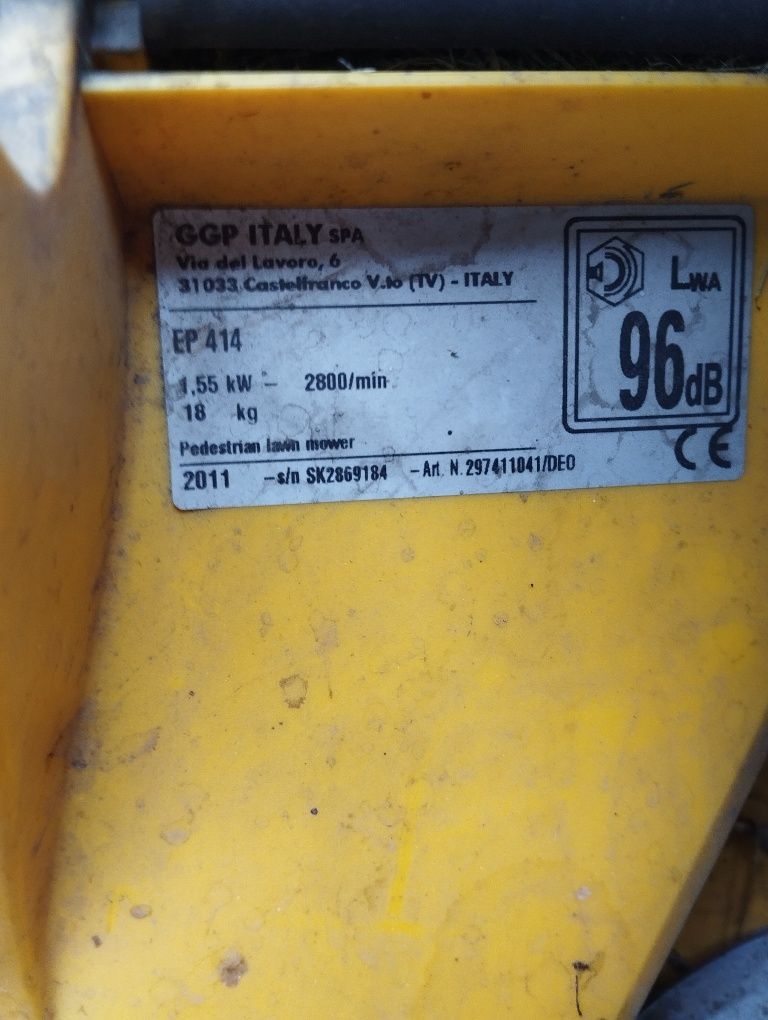 GGP ITALY SPA
Via del Lavoro, 6
31033 Castelfranco V.to (TV) - ITALY
EP 414
1,55 kW - 2800/min
18 kg
Pedestrian lawn mower
2011 -s/n SK2869184 -Art. N. 297411041/DEO
LWA
96dB
CE